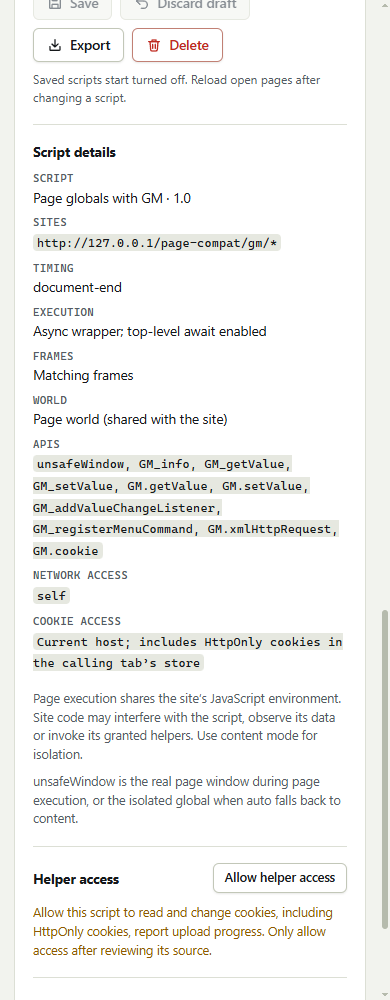 Save
Discard draft
Export
Delete
Saved scripts start turned off. Reload open pages after
changing a script.
Script details
SCRIPT
Page globals with GM · 1.0
SITES
http://127.0.0.1/page-compat/gm/*
TIMING
document-end
EXECUTION
Async wrapper; top-level await enabled
FRAMES
Matching frames
WORLD
Page world (shared with the site)
APIS
unsafeWindow, GM_info, GM_getValue,
GM_setValue, GM.getValue, GM.setValue,
GM_addValueChangeListener,
GM_registerMenuCommand, GM.xmlHttpRequest,
GM.cookie
NETWORK ACCESS
self
COOKIE ACCESS
Current host; includes HttpOnly cookies in
the calling tab's store
Page execution shares the site's JavaScript environment.
Site code may interfere with the script, observe its data
or invoke its granted helpers. Use content mode for
isolation.
unsafeWindow is the real page window during page
execution, or the isolated global when auto falls back to
content.
Helper access
Allow helper access
Allow this script to read and change cookies, including
HttpOnly cookies, report upload progress. Only allow
access after reviewing its source.